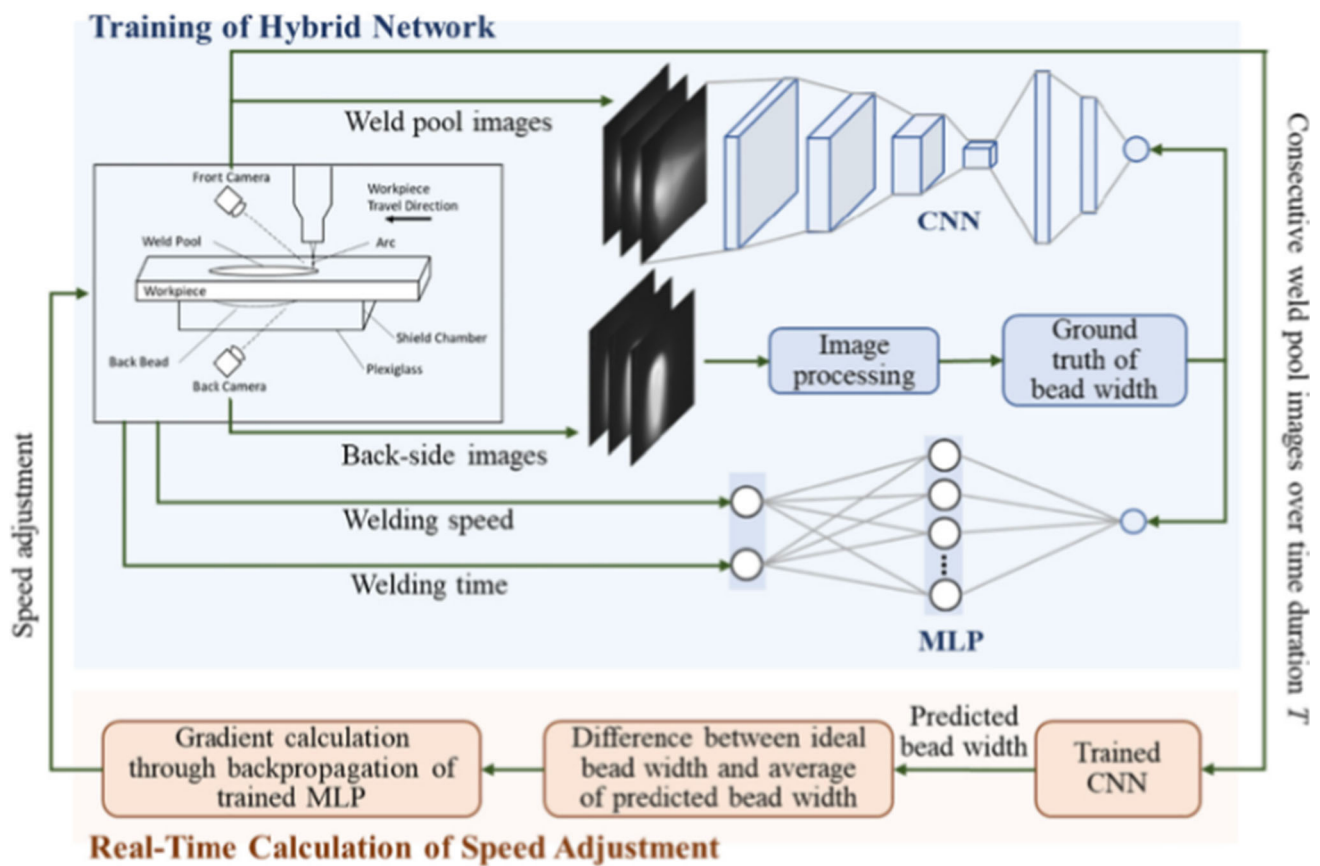 Training of Hybrid Network
Weld pool images
Front Camera
Workpiece
Travel Direction
Weld Pool
Arc
Workpiece
Shield Chamber
Back Bead
Plexiglass
Back Camera
CNN
Image
processing
Ground
truth of
bead width
Back-side images
Welding speed
Welding time
MLP
Speed adjustment
Consecutive weld pool images over time duration T
Gradient calculation
through backpropagation of
trained MLP
Difference between ideal
bead width and average
of predicted bead width
Predicted
bead width
Trained
CNN
Real-Time Calculation of Speed Adjustment